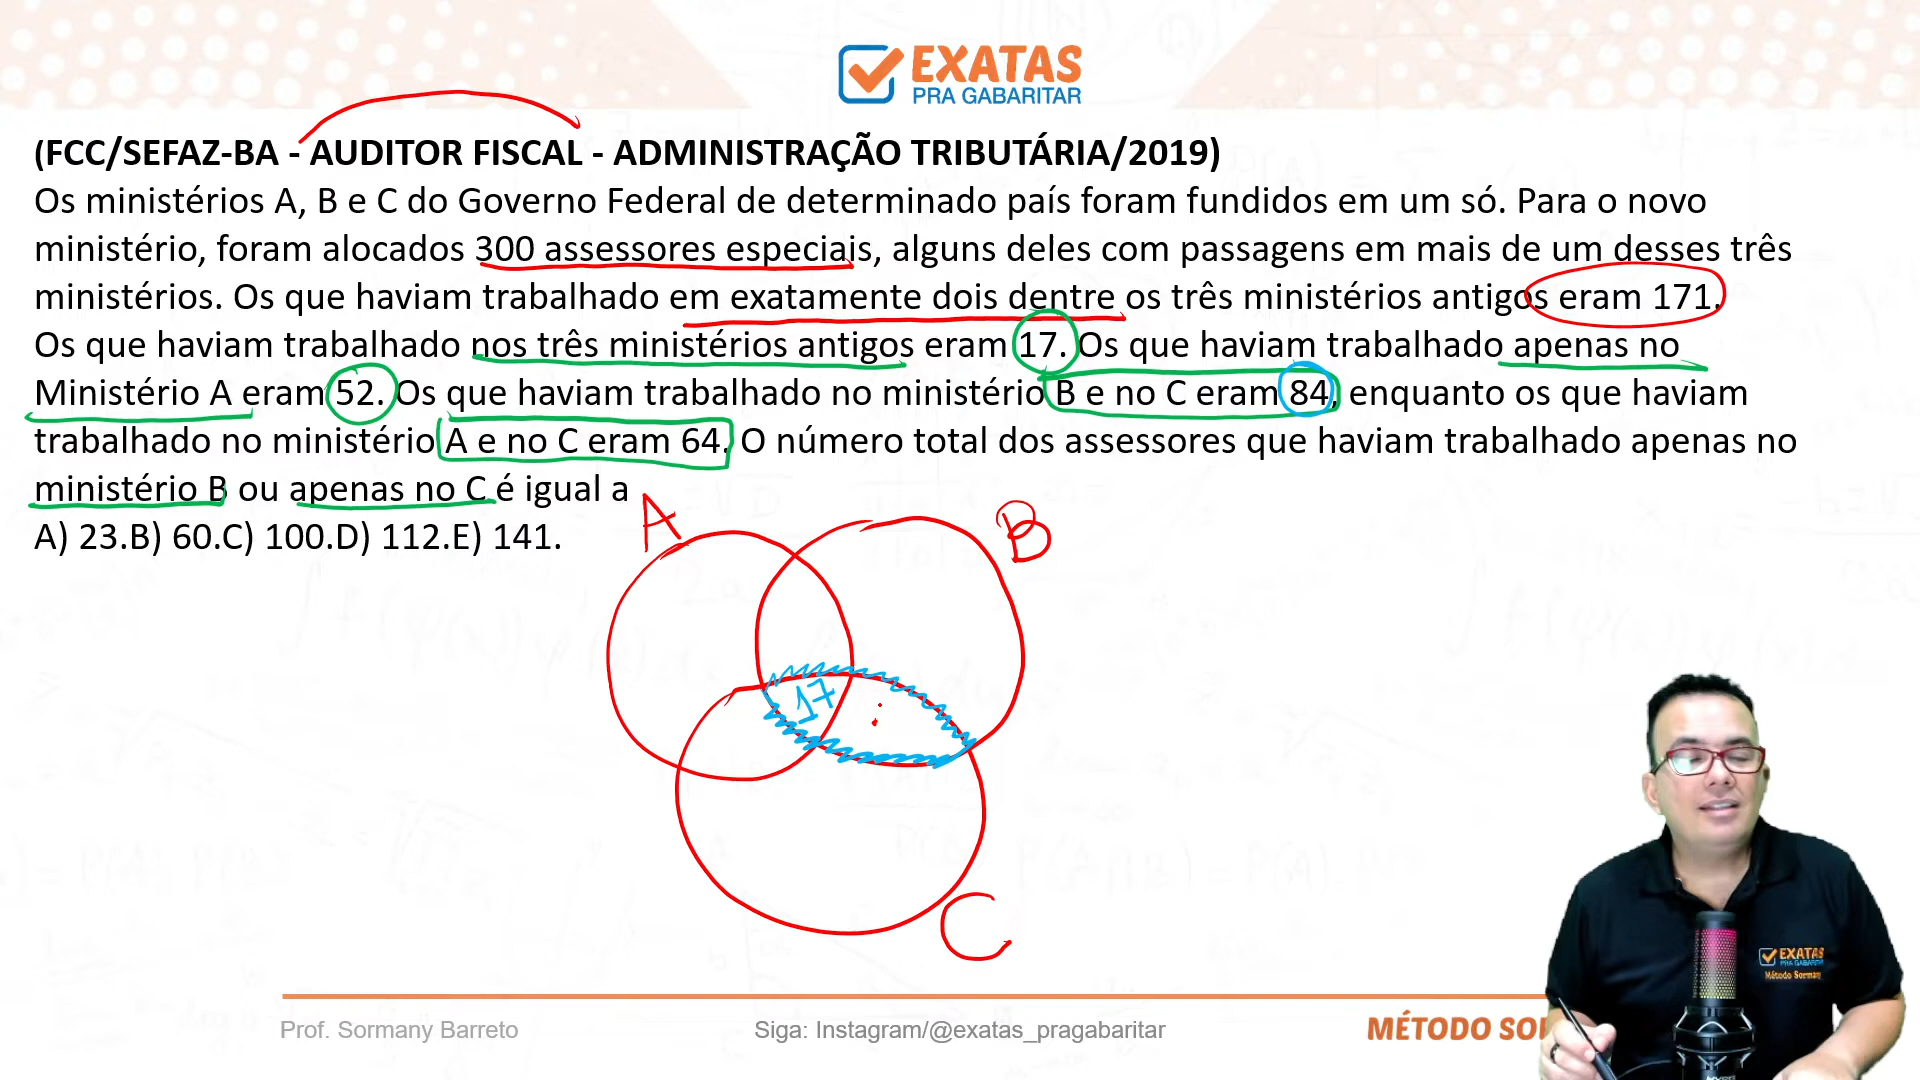 EXATAS
PRA GABARITAR
(FCC/SEFAZ-BA - AUDITOR FISCAL - ADMINISTRAÇÃO TRIBUTÁRIA/2019)
Os ministérios A, B e C do Governo Federal de determinado país foram fundidos em um só. Para o novo
ministério, foram alocados 300 assessores especiais, alguns deles com passagens em mais de um desses três
ministérios. Os que haviam trabalhado em exatamente dois dentre os três ministérios antigos eram 171.
Os que haviam trabalhado nos três ministérios antigos eram 17. Os que haviam trabalhado apenas no
Ministério A eram 52. Os que haviam trabalhado no ministério B e no C eram 84, enquanto os que haviam
trabalhado no ministério A e no C eram 64. O número total dos assessores que haviam trabalhado apenas no
ministério B ou apenas no C é igual a
A) 23.B) 60.C) 100.D) 112.E) 141.
A
B
17
C
EXATAS
PRA GABARITAR
Método Sormany
Prof. Sormany Barreto
Siga: Instagram/@exatas_pragabaritar
MÉTODO